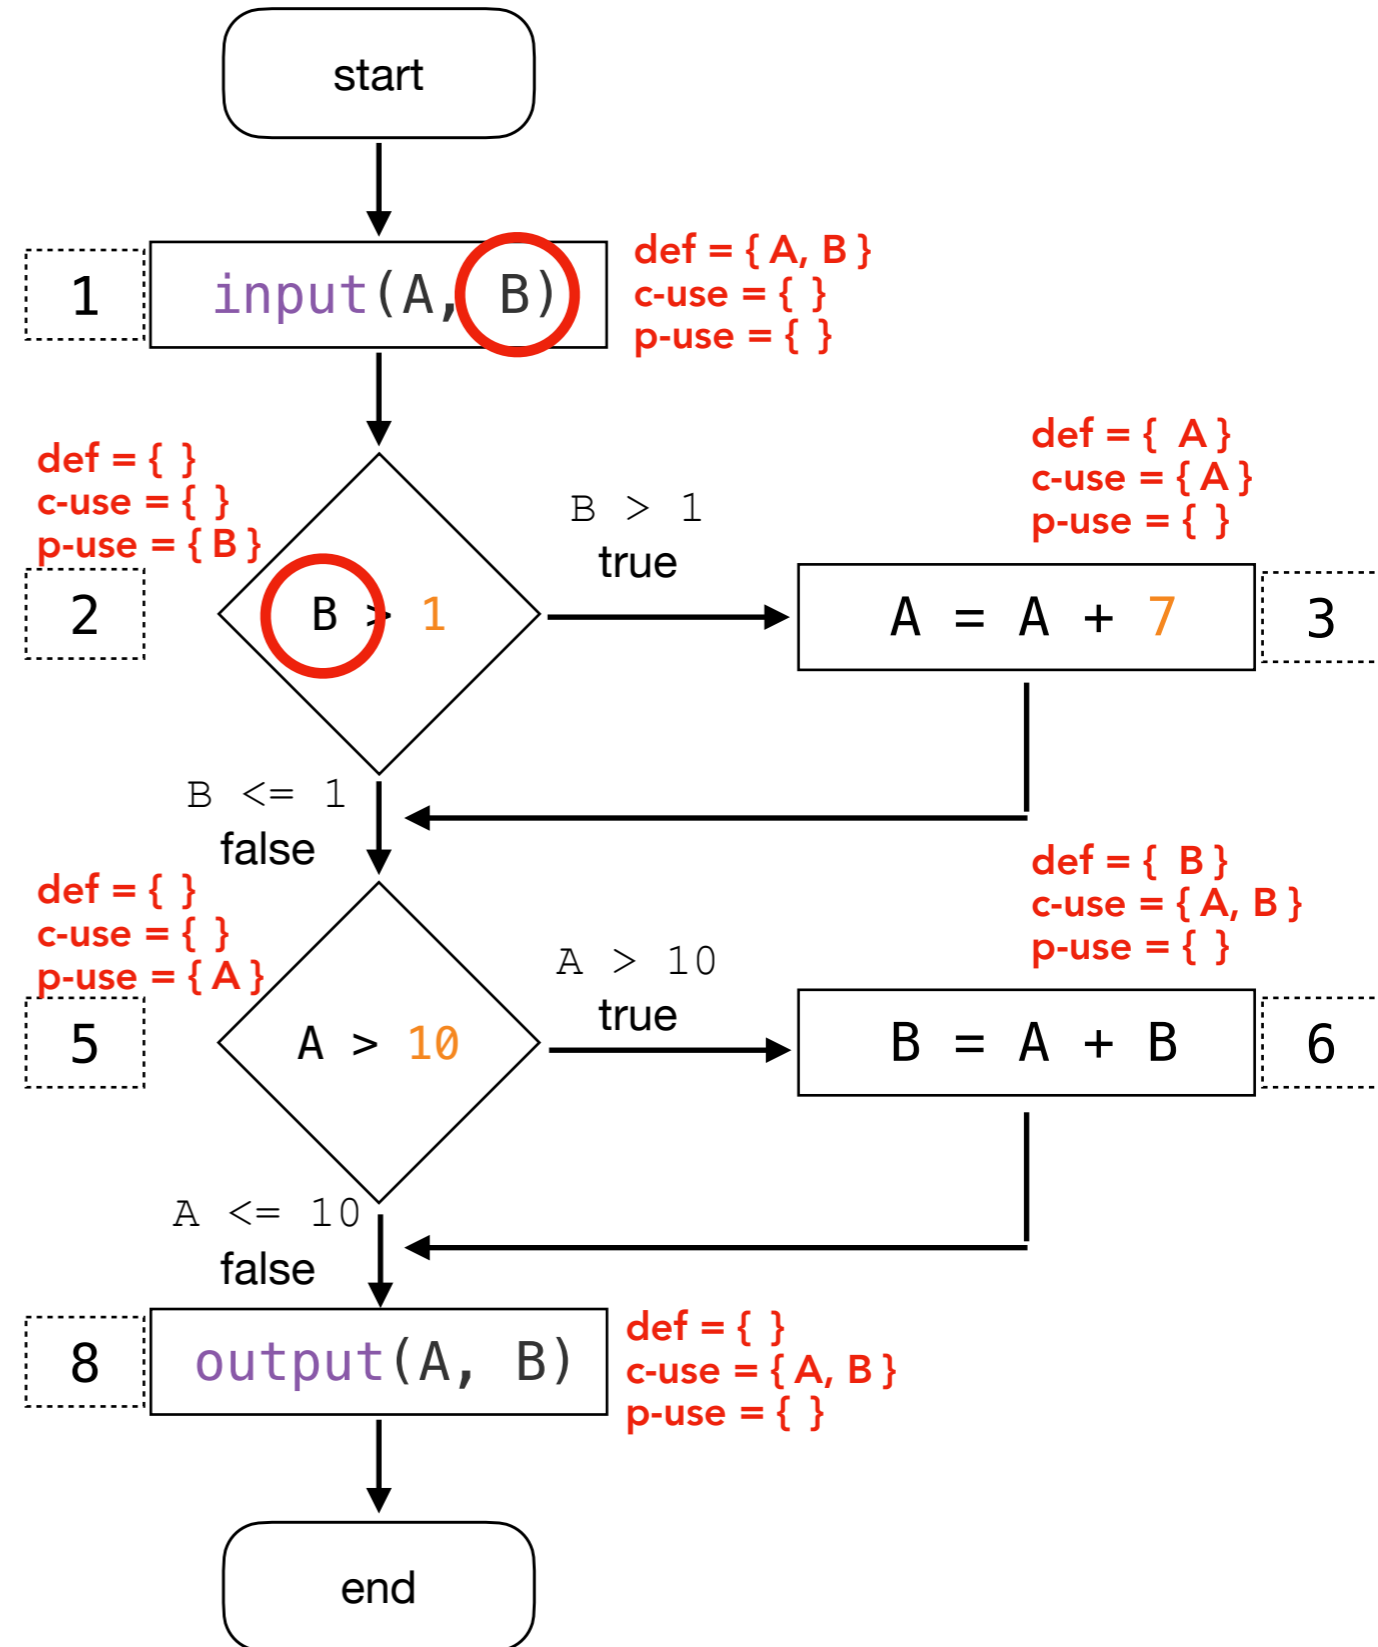 start
1
input(A, B)
def = { A, B }
c-use = { }
p-use = { }
def = { }
c-use = { }
p-use = { B }
2
B > 1
B > 1
true
def = { A }
c-use = { A }
p-use = { }
A = A + 7
3
B <= 1
false
def = { }
c-use = { }
p-use = { A }
5
A > 10
A > 10
true
def = { B }
c-use = { A, B }
p-use = { }
B = A + B
6
A <= 10
false
8
output(A, B)
def = { }
c-use = { A, B }
p-use = { }
end